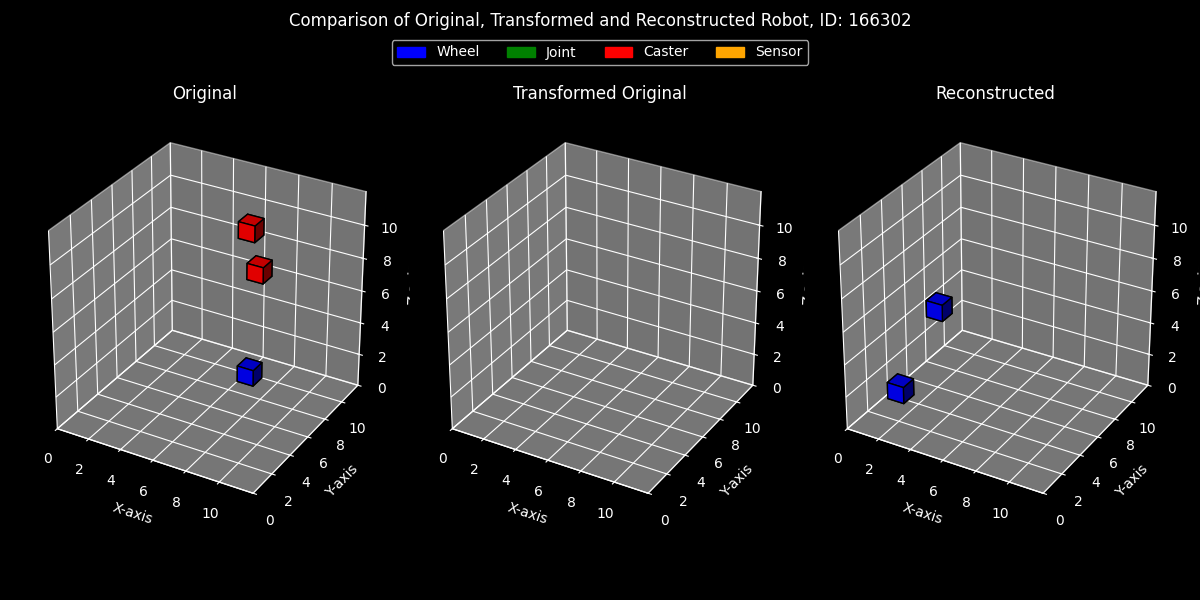 Comparison of Original, Transformed and Reconstructed Robot, ID: 166302
Wheel Joint Caster Sensor
Original Transformed Original Reconstructed
10 10 10
8 8 8
6 6 6
4 4 4
2 2 2
0 0 0
10 10 10
8 8 8
0 6 0 6 0 6
2 4 2 4 2 4
4 2 4 2 4 2
6 0 6 0 6 0
8 8 8
10 10 10
X-axis Y-axis X-axis Y-axis X-axis Y-axis